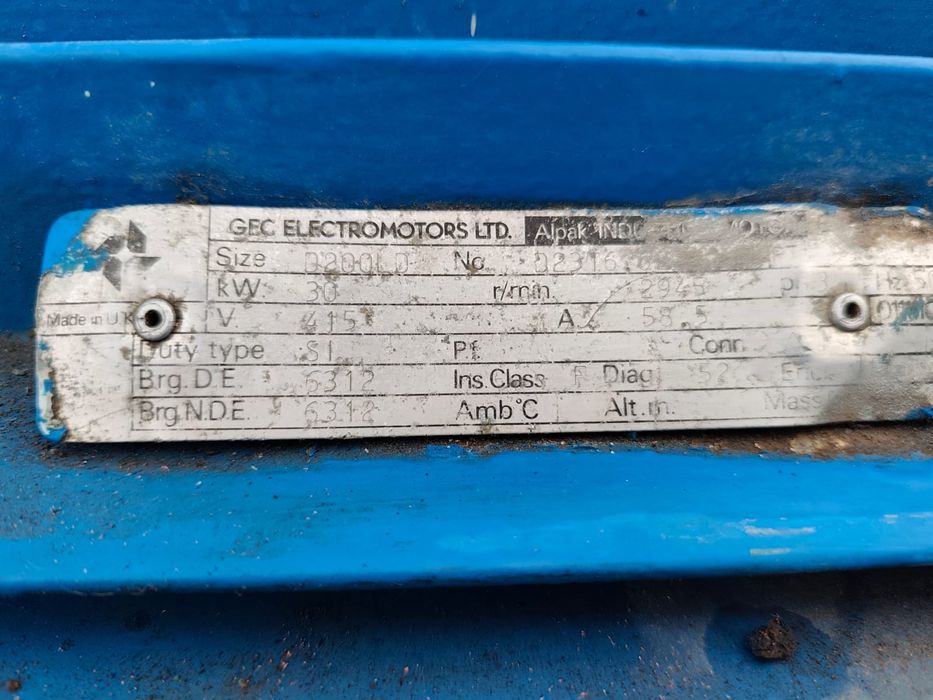 GEC ELECTROMOTORS LTD. Alpak
Size D200LD No
kW 30 r/min 2945
Made in U.K. V 415 A 58.5
Duty type S1 Pf Conn
Brg.D.E. 6312 Ins.Class F Diag 52
Brg.N.D.E. 6312 Amb°C Alt.m. Mass